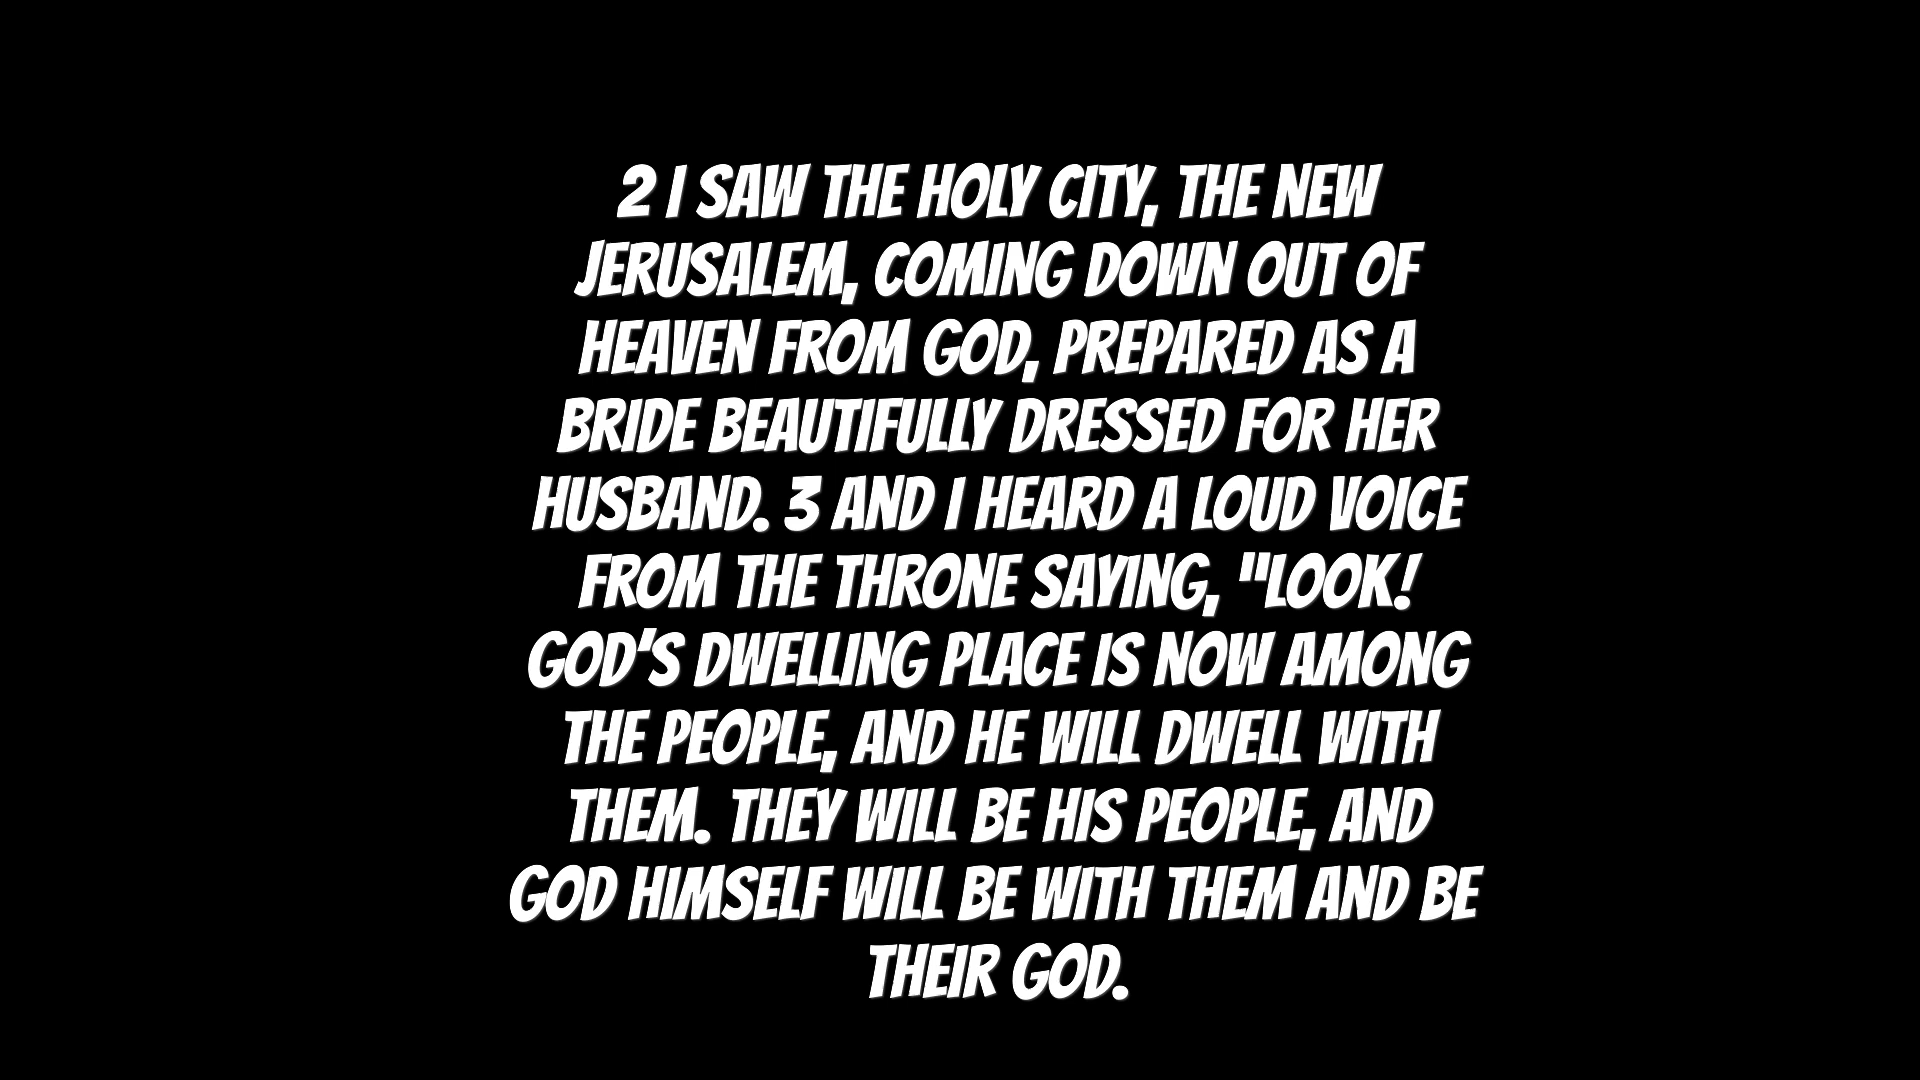 2 I SAW THE HOLY CITY, THE NEW
JERUSALEM, COMING DOWN OUT OF
HEAVEN FROM GOD, PREPARED AS A
BRIDE BEAUTIFULLY DRESSED FOR HER
HUSBAND. 3 AND I HEARD A LOUD VOICE
FROM THE THRONE SAYING, "LOOK!
GOD'S DWELLING PLACE IS NOW AMONG
THE PEOPLE, AND HE WILL DWELL WITH
THEM. THEY WILL BE HIS PEOPLE, AND
GOD HIMSELF WILL BE WITH THEM AND BE
THEIR GOD.